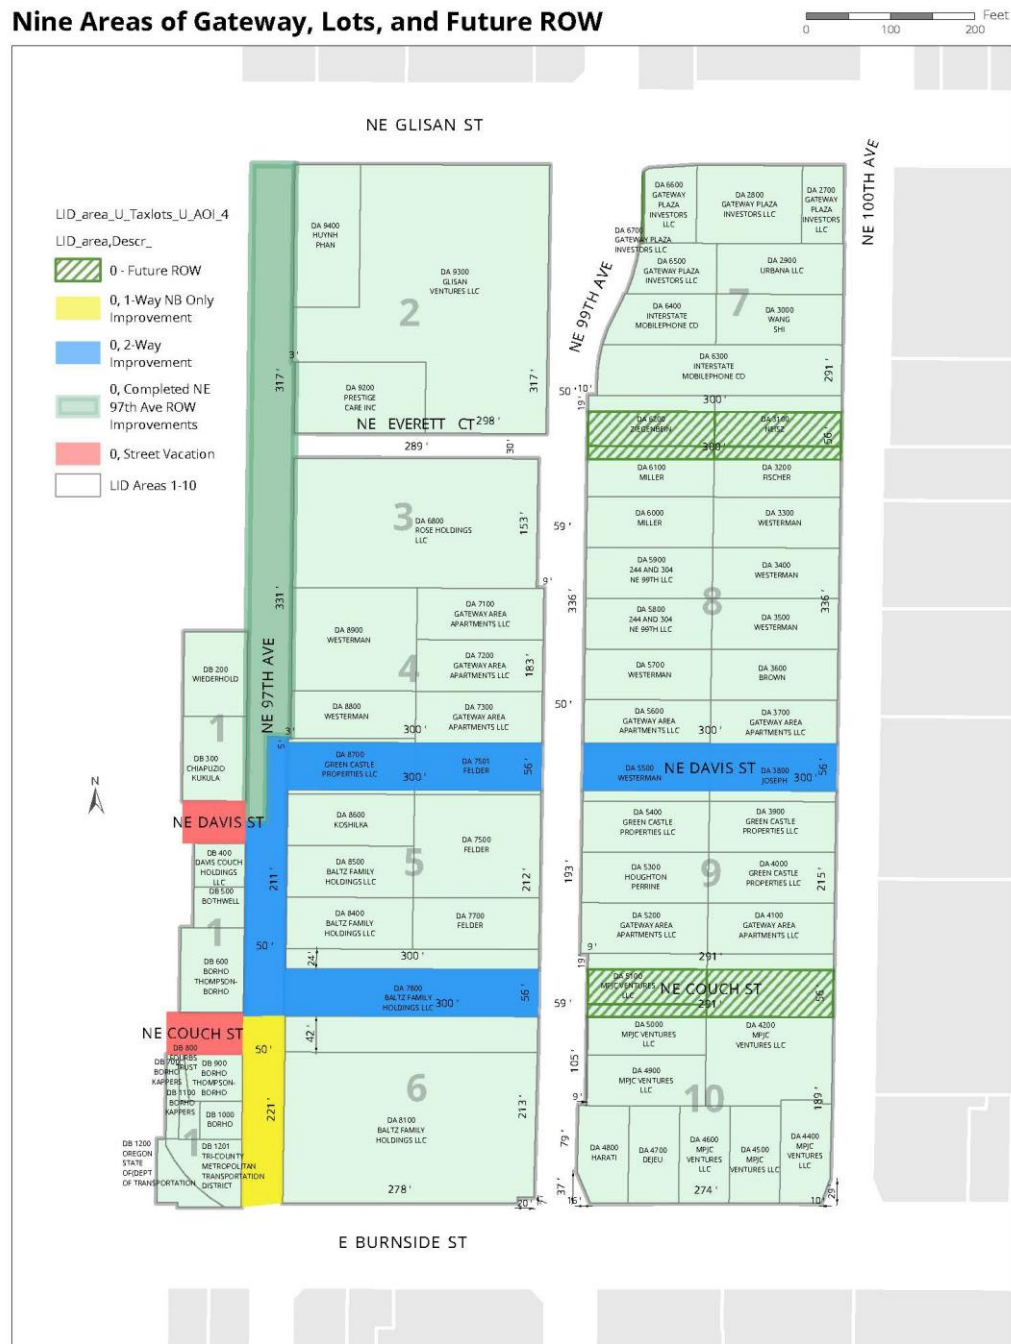 Nine Areas of Gateway, Lots, and Future ROW
Feet
0 100 200
NE GLISAN ST
NE 100TH AVE
LID_area_U_Taxlots_U_AOI_4
LID_area,Descr_
0 - Future ROW
0, 1-Way NB Only
Improvement
0, 2-Way
Improvement
0, Completed NE
97th Ave ROW
Improvements
0, Street Vacation
LID Areas 1-10
DA 9400
HUYNH
PHAN
DA 9300
GLISAN
VENTURES LLC
2
3'
317'
317'
DA 9200
PRESTIGE
CARE INC
298'
NE EVERETT CT
289'
30'
DA 6600
GATEWAY
PLAZA
INVESTORS
LLC
DA 2800
GATEWAY PLAZA
INVESTORS LLC
DA 2700
GATEWAY
PLAZA
INVESTORS
LLC
DA 6700
GATEWAY PLAZA
INVESTORS LLC
DA 6500
GATEWAY PLAZA
INVESTORS LLC
DA 2900
URBANA LLC
NE 99TH AVE
7
DA 6400
INTERSTATE
MOBILEPHONE CO
DA 3000
WANG
SHI
DA 6300
INTERSTATE
MOBILEPHONE CO
291'
50'
10'
19'
300'
DA 6200
ZIEGENBEIN
DA 3100
NEISZ
300'
56'
3
DA 6800
ROSE HOLDINGS
LLC
153'
59'
9'
DA 6100
MILLER
DA 3200
FISCHER
DA 6000
MILLER
DA 3300
WESTERMAN
DA 5900
244 AND 304
NE 99TH LLC
DA 3400
WESTERMAN
8
336'
336'
DA 5800
244 AND 304
NE 99TH LLC
DA 3500
WESTERMAN
DA 5700
WESTERMAN
DA 3600
BROWN
50'
DA 5600
GATEWAY AREA
APARTMENTS LLC
DA 3700
GATEWAY AREA
APARTMENTS LLC
300'
331'
NE 97TH AVE
DA 8900
WESTERMAN
DA 7100
GATEWAY AREA
APARTMENTS LLC
DA 7200
GATEWAY AREA
APARTMENTS LLC
4
183'
DA 8800
WESTERMAN
DA 7300
GATEWAY AREA
APARTMENTS LLC
3'
300'
5'
DB 200
WIEDERHOLD
1
DB 300
CHIAPUZIO
KUKULA
N
DA 8700
GREEN CASTLE
PROPERTIES LLC
DA 7501
FELDER
300'
56'
DA 5500
WESTERMAN
NE DAVIS ST
DA 3800
JOSEPH
300'
56'
NE DAVIS ST
DA 8600
KOSHILKA
DA 7500
FELDER
DA 8500
BALTZ FAMILY
HOLDINGS LLC
5
211'
212'
DA 8400
BALTZ FAMILY
HOLDINGS LLC
DA 7700
FELDER
50'
24'
300'
DB 400
DAVIS COUCH
HOLDINGS
LLC
DB 500
BOTHWELL
1
DB 600
BORHO
THOMPSON-
BORHO
DA 5400
GREEN CASTLE
PROPERTIES LLC
DA 3900
GREEN CASTLE
PROPERTIES LLC
193'
DA 5300
HOUGHTON
PERRINE
9
DA 4000
GREEN CASTLE
PROPERTIES LLC
215'
DA 5200
GATEWAY AREA
APARTMENTS LLC
DA 4100
GATEWAY AREA
APARTMENTS LLC
9'
291'
19'
DA 7800
BALTZ FAMILY
HOLDINGS LLC
300'
56'
59'
DA 5100
MPJC VENTURES
LLC
NE COUCH ST
291'
56
NE COUCH ST
50'
42'
DB 800
FOURBS
TRUST
DB 700
BORHO
KAPPERS
DB 900
BORHO
THOMPSON-
BORHO
DB 1100
BORHO
KAPPERS
DB 1000
BORHO
1
DB 1200
OREGON
STATE
OF(DEPT
OF TRANSPORTATION
DB 1201
TRI-COUNTY
METROPOLITAN
TRANSPORTATION
DISTRICT
221'
6
DA 8100
BALTZ FAMILY
HOLDINGS LLC
213'
278'
20'
7'
DA 5000
MPJC VENTURES
LLC
DA 4200
MPJC
VENTURES LLC
105'
DA 4900
MPJC VENTURES
LLC
10
9'
189'
79'
DA 4800
HARATI
DA 4700
DEJEU
DA 4600
MPJC
VENTURES
LLC
DA 4500
MPJC
VENTURES LLC
DA 4400
MPJC
VENTURES
LLC
37'
16'
274'
10'
29'
E BURNSIDE ST